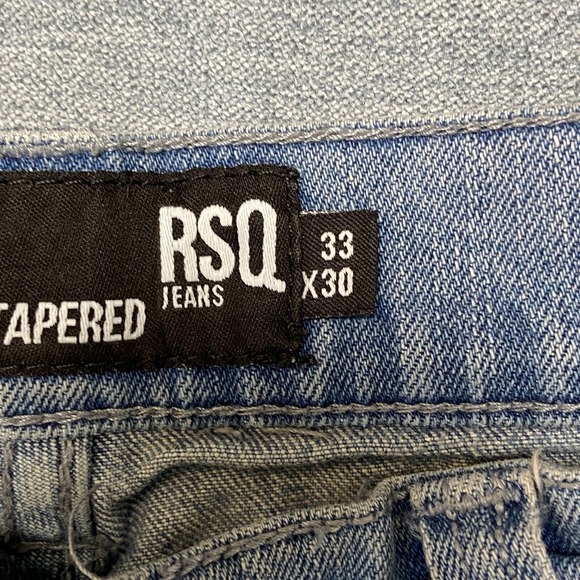 RSQ
JEANS
TAPERED
33
X30